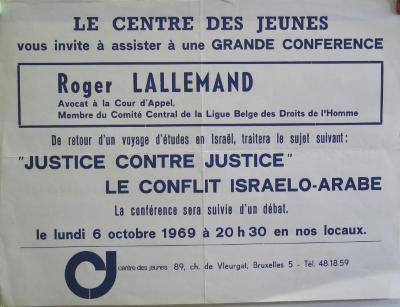 LE CENTRE DES JEUNES
vous invite à assister à une GRANDE CONFERENCE
Roger LALLEMAND
Avocat à la Cour d'Appel,
Membre du Comité Central de la Ligue Belge des Droits de l'Homme
De retour d'un voyage d'études en Israël, traitera le sujet suivant:
"JUSTICE CONTRE JUSTICE"
LE CONFLIT ISRAELO-ARABE
La conférence sera suivie d'un débat.
le lundi 6 octobre 1969 à 20 h 30 en nos locaux.
centre des jeunes 89, ch. de Vleurgat, Bruxelles 5 - Tél. 48.18.59